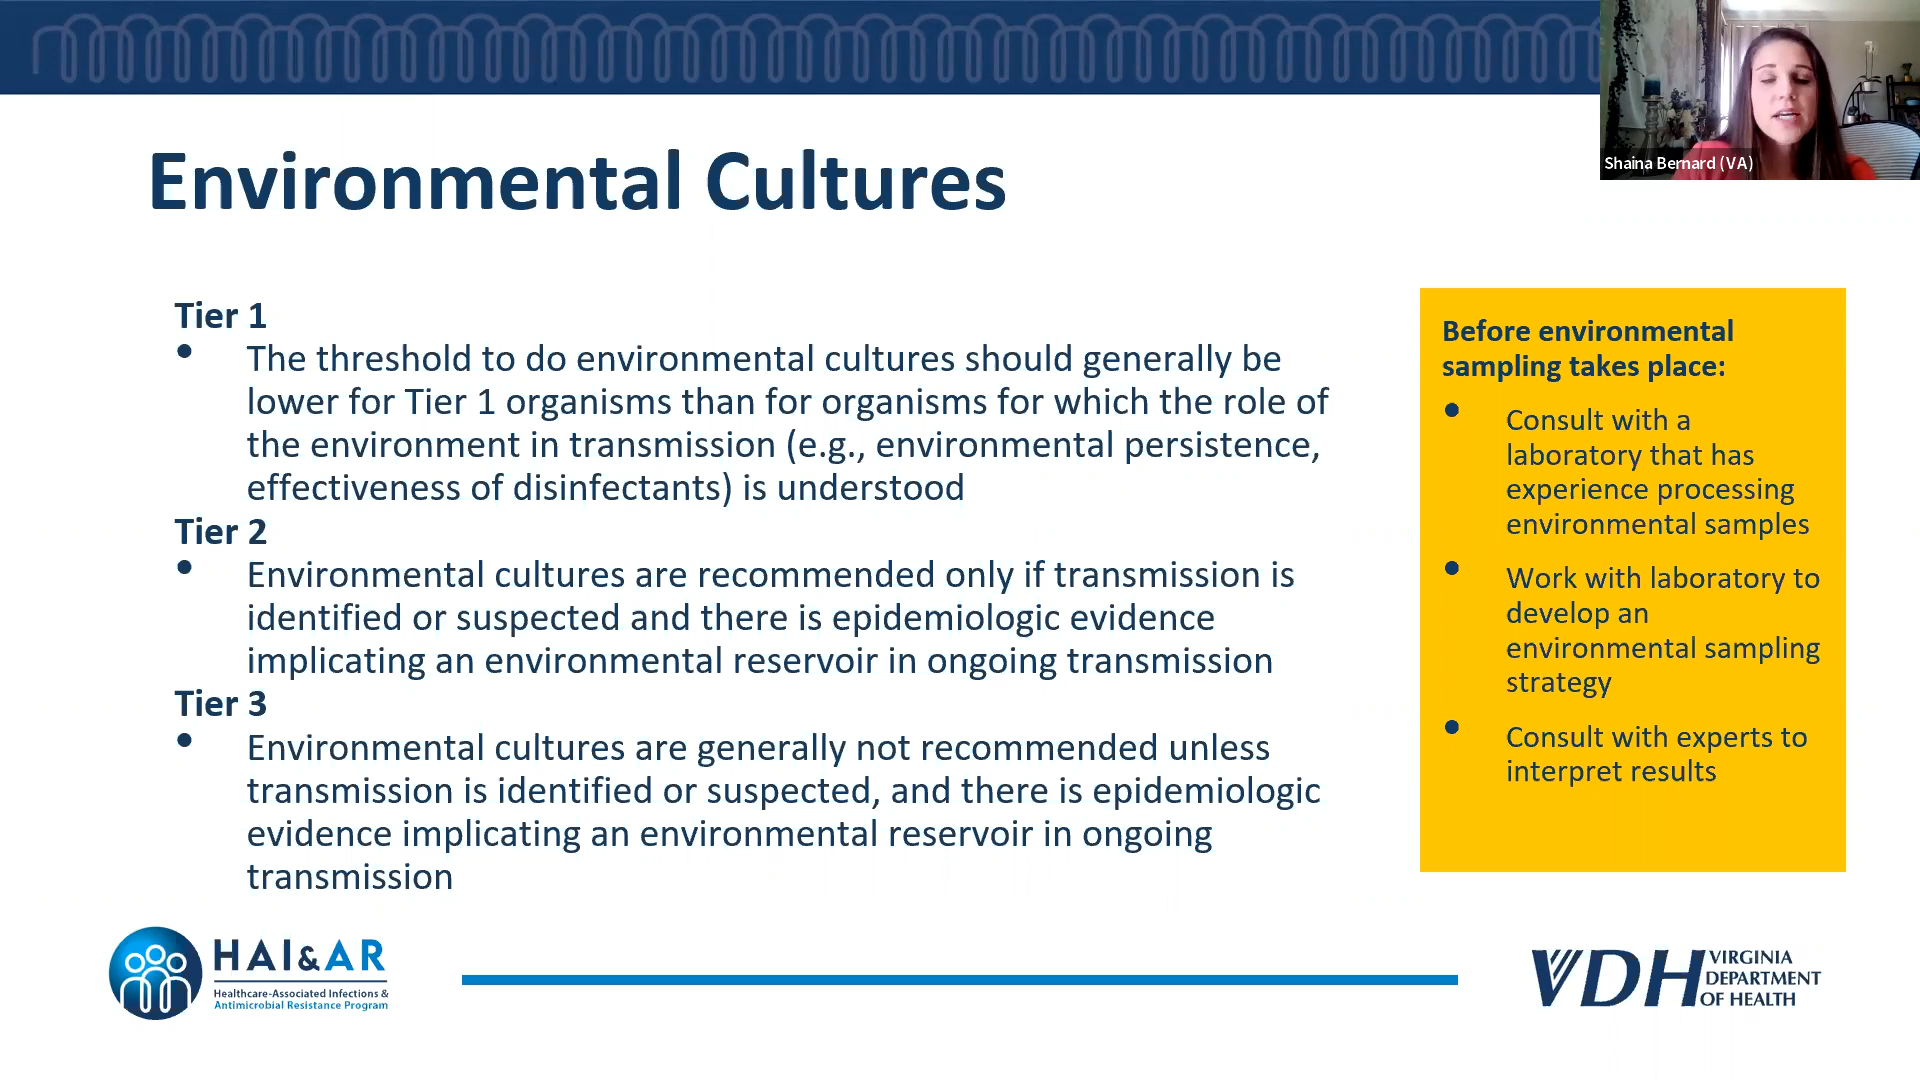 Shaina Bernard (VA)
Environmental Cultures
Tier 1
• The threshold to do environmental cultures should generally be
lower for Tier 1 organisms than for organisms for which the role of
the environment in transmission (e.g., environmental persistence,
effectiveness of disinfectants) is understood
Tier 2
• Environmental cultures are recommended only if transmission is
identified or suspected and there is epidemiologic evidence
implicating an environmental reservoir in ongoing transmission
Tier 3
• Environmental cultures are generally not recommended unless
transmission is identified or suspected, and there is epidemiologic
evidence implicating an environmental reservoir in ongoing
transmission
Before environmental
sampling takes place:
• Consult with a
laboratory that has
experience processing
environmental samples
• Work with laboratory to
develop an
environmental sampling
strategy
• Consult with experts to
interpret results
HAI&AR
Healthcare-Associated Infections &
Antimicrobial Resistance Program
VDH VIRGINIA
DEPARTMENT
OF HEALTH